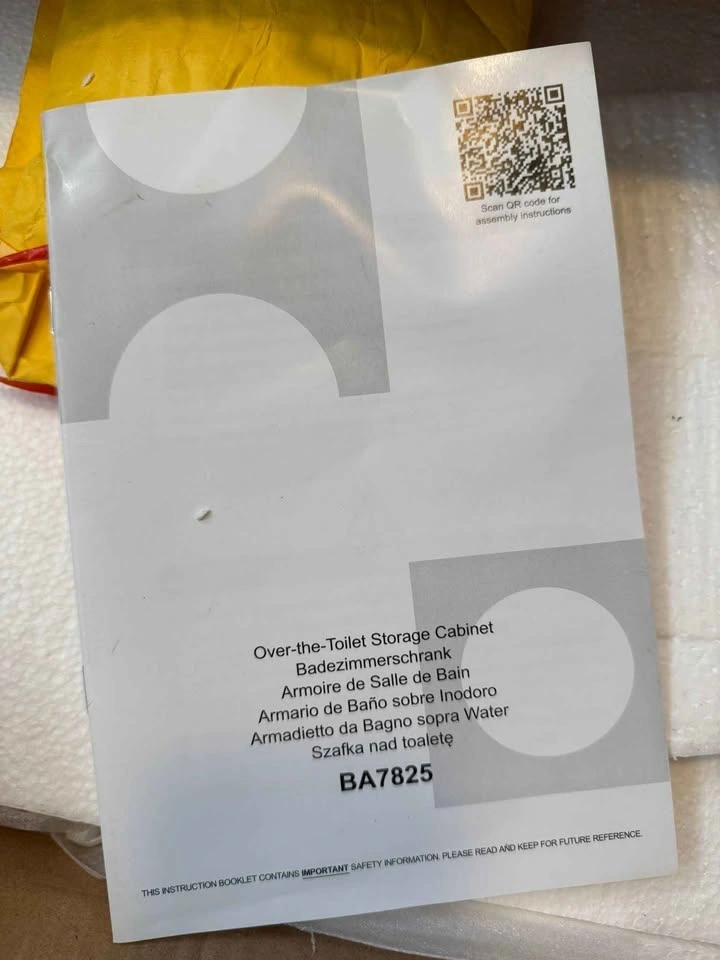 Scan QR code for
assembly instructions
Over-the-Toilet Storage Cabinet
Badezimmerschrank
Armoire de Salle de Bain
Armario de Baño sobre Inodoro
Armadietto da Bagno sopra Water
Szafka nad toaletę
BA7825
THIS INSTRUCTION BOOKLET CONTAINS IMPORTANT SAFETY INFORMATION. PLEASE READ AND KEEP FOR FUTURE REFERENCE.